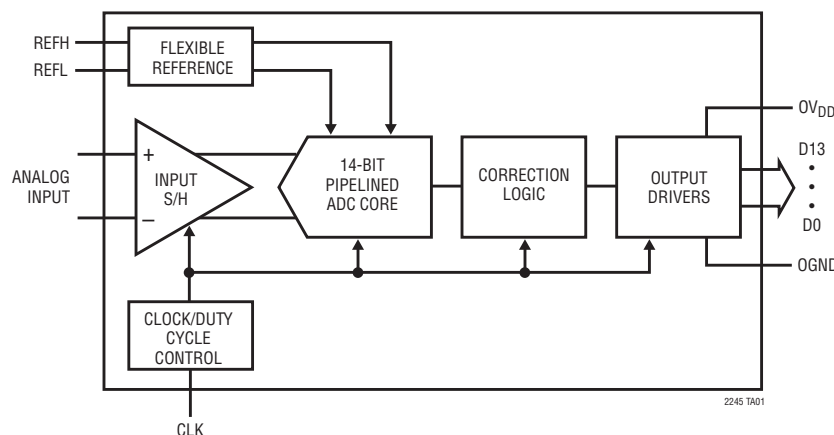 REFH
REFL
FLEXIBLE
REFERENCE
OVDD
ANALOG
INPUT
+
–
INPUT
S/H
14-BIT
PIPELINED
ADC CORE
CORRECTION
LOGIC
OUTPUT
DRIVERS
D13
•
•
•
D0
OGND
CLOCK/DUTY
CYCLE
CONTROL
CLK
2245 TA01